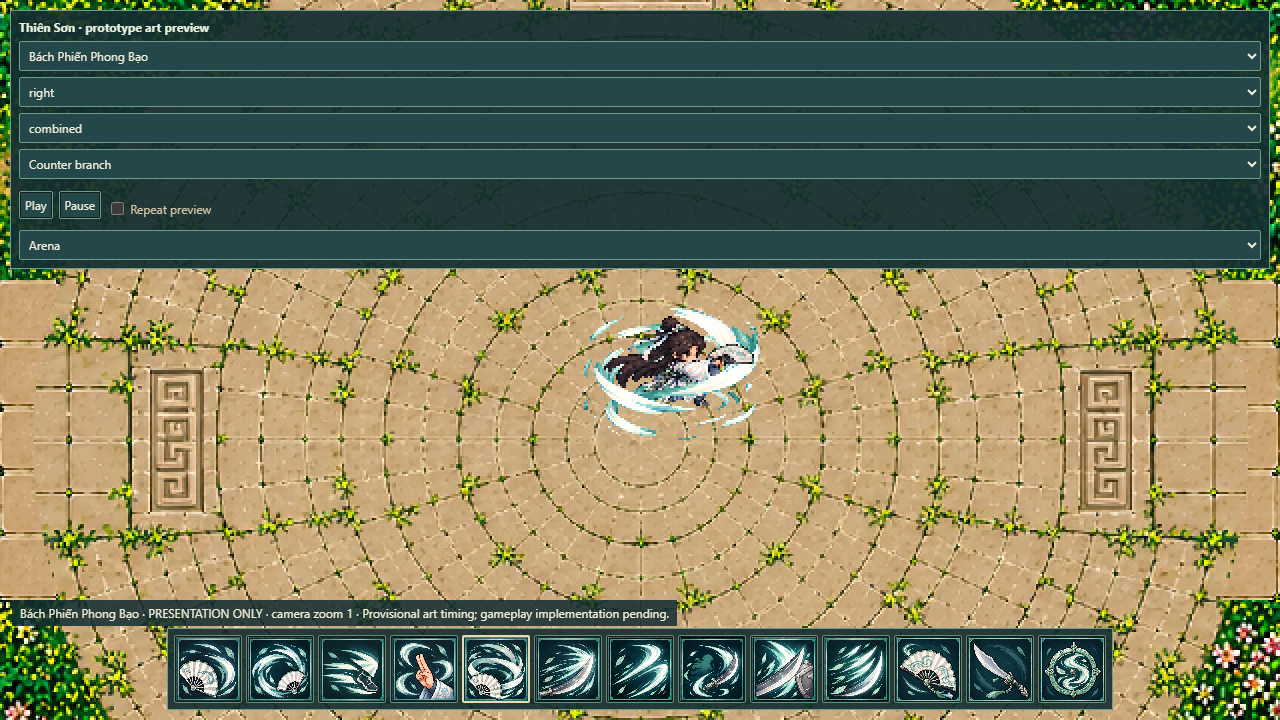 Thiên Sơn · prototype art preview
Bách Phiến Phong Bạo
right
combined
Counter branch
Play Pause Repeat preview
Arena
Bách Phiến Phong Bạo · PRESENTATION ONLY · camera zoom 1 · Provisional art timing; gameplay implementation pending.